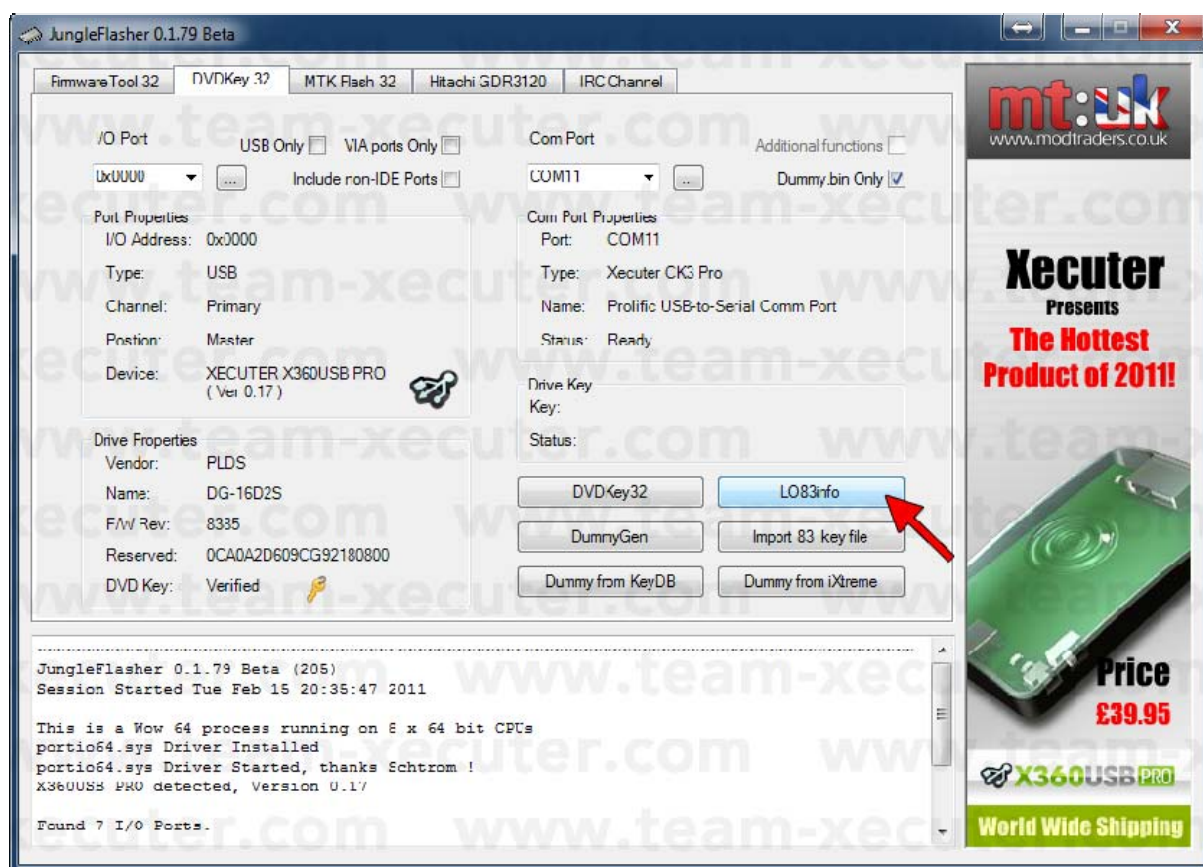 JungleFlasher 0.1.79 Beta
FirmwareTool 32 DVDKey 32 MTK Flash 32 Hitachi GDR3120 IRC Channel
I/O Port USB Only VIA ports Only
0x0000 ... Include non-IDE Ports
Port Properties
I/O Address: 0x0000
Type: USB
Channel: Primary
Postion: Master
Device: XECUTER X360USB PRO
( Ver 0.17 )
Drive Properties
Vendor: PLDS
Name: DG-16D2S
F/W Rev: 8335
Reserved: 0CA0A2D609CG92180800
DVD Key: Verified
Com Port Additional functions
COM11 .. Dummy.bin Only
Com Port Properties
Port: COM11
Type: Xecuter CK3 Pro
Name: Prolific USB-to-Serial Comm Port
Status: Ready
Drive Key
Key:
Status:
DVDKey32 LO83info
DummyGen Import 83 key file
Dummy from KeyDB Dummy from iXtreme
JungleFlasher 0.1.79 Beta (205)
Session Started Tue Feb 15 20:35:47 2011
This is a Wow 64 process running on 8 x 64 bit CPUs
portio64.sys Driver Installed
portio64.sys Driver Started, thanks Schtrom !
X360USB PRO detected, Version 0.17
Found 7 I/O Ports.
mt:uk
www.modtraders.co.uk
Xecuter
Presents
The Hottest
Product of 2011!
Price
£39.95
X360USB PRO
World Wide Shipping
www.team-xecuter.com